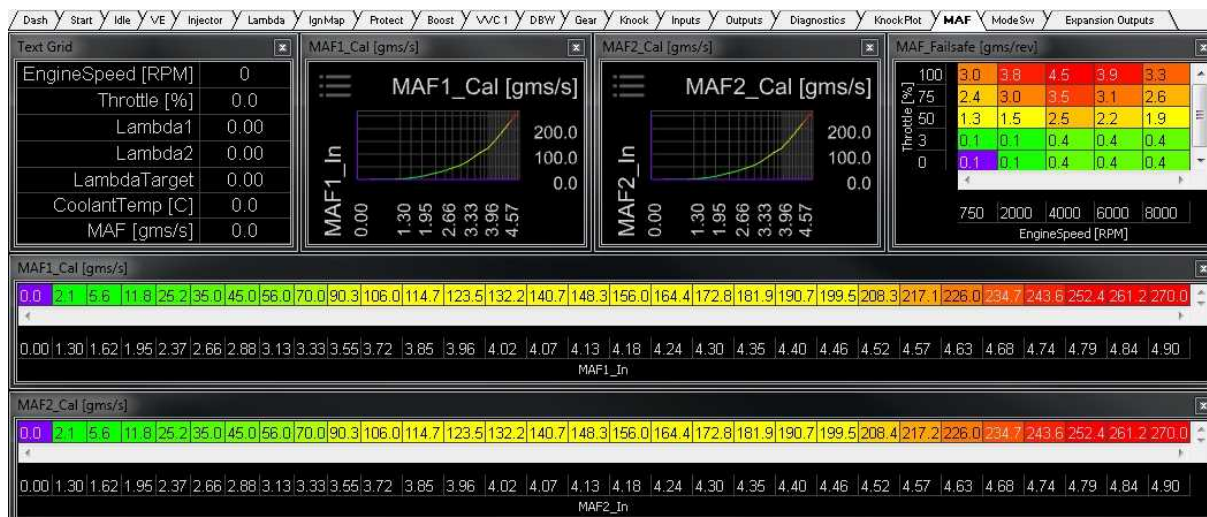 Dash Start Idle VE Injector Lambda IgnMap Protect Boost VVC 1 DBW Gear Knock Inputs Outputs Diagnostics KnockPlot MAF ModeSw Expansion Outputs
Text Grid
EngineSpeed [RPM] 0
Throttle [%] 0.0
Lambda1 0.00
Lambda2 0.00
LambdaTarget 0.00
CoolantTemp [C] 0.0
MAF [gms/s] 0.0
MAF1_Cal [gms/s]
MAF1_Cal [gms/s]
MAF1_In
200.0
100.0
0.0
0.00 1.30 1.95 2.66 3.33 3.96 4.57
MAF2_Cal [gms/s]
MAF2_Cal [gms/s]
MAF2_In
200.0
100.0
0.0
0.00 1.30 1.95 2.66 3.33 3.96 4.57
MAF_Failsafe [gms/rev]
Throttle [%]
100 3.0 3.8 4.5 3.9 3.3
75 2.4 3.0 3.5 3.1 2.6
50 1.3 1.5 2.5 2.2 1.9
3 0.1 0.1 0.4 0.4 0.4
0 0.1 0.1 0.4 0.4 0.4
750 2000 4000 6000 8000
EngineSpeed [RPM]
MAF1_Cal [gms/s]
0.0 2.1 5.6 11.8 25.2 35.0 45.0 56.0 70.0 90.3 106.0 114.7 123.5 132.2 140.7 148.3 156.0 164.4 172.8 181.9 190.7 199.5 208.3 217.1 226.0 234.7 243.6 252.4 261.2 270.0
0.00 1.30 1.62 1.95 2.37 2.66 2.88 3.13 3.33 3.55 3.72 3.85 3.96 4.02 4.07 4.13 4.18 4.24 4.30 4.35 4.40 4.46 4.52 4.57 4.63 4.68 4.74 4.79 4.84 4.90
MAF1_In
MAF2_Cal [gms/s]
0.0 2.1 5.6 11.8 25.2 35.0 45.0 56.0 70.0 90.3 106.0 114.7 123.5 132.2 140.7 148.3 156.0 164.4 172.8 181.9 190.7 199.5 208.4 217.2 226.0 234.7 243.6 252.4 261.2 270.0
0.00 1.30 1.62 1.95 2.37 2.66 2.88 3.13 3.33 3.55 3.72 3.85 3.96 4.02 4.07 4.13 4.18 4.24 4.30 4.35 4.40 4.46 4.52 4.57 4.63 4.68 4.74 4.79 4.84 4.90
MAF2_In